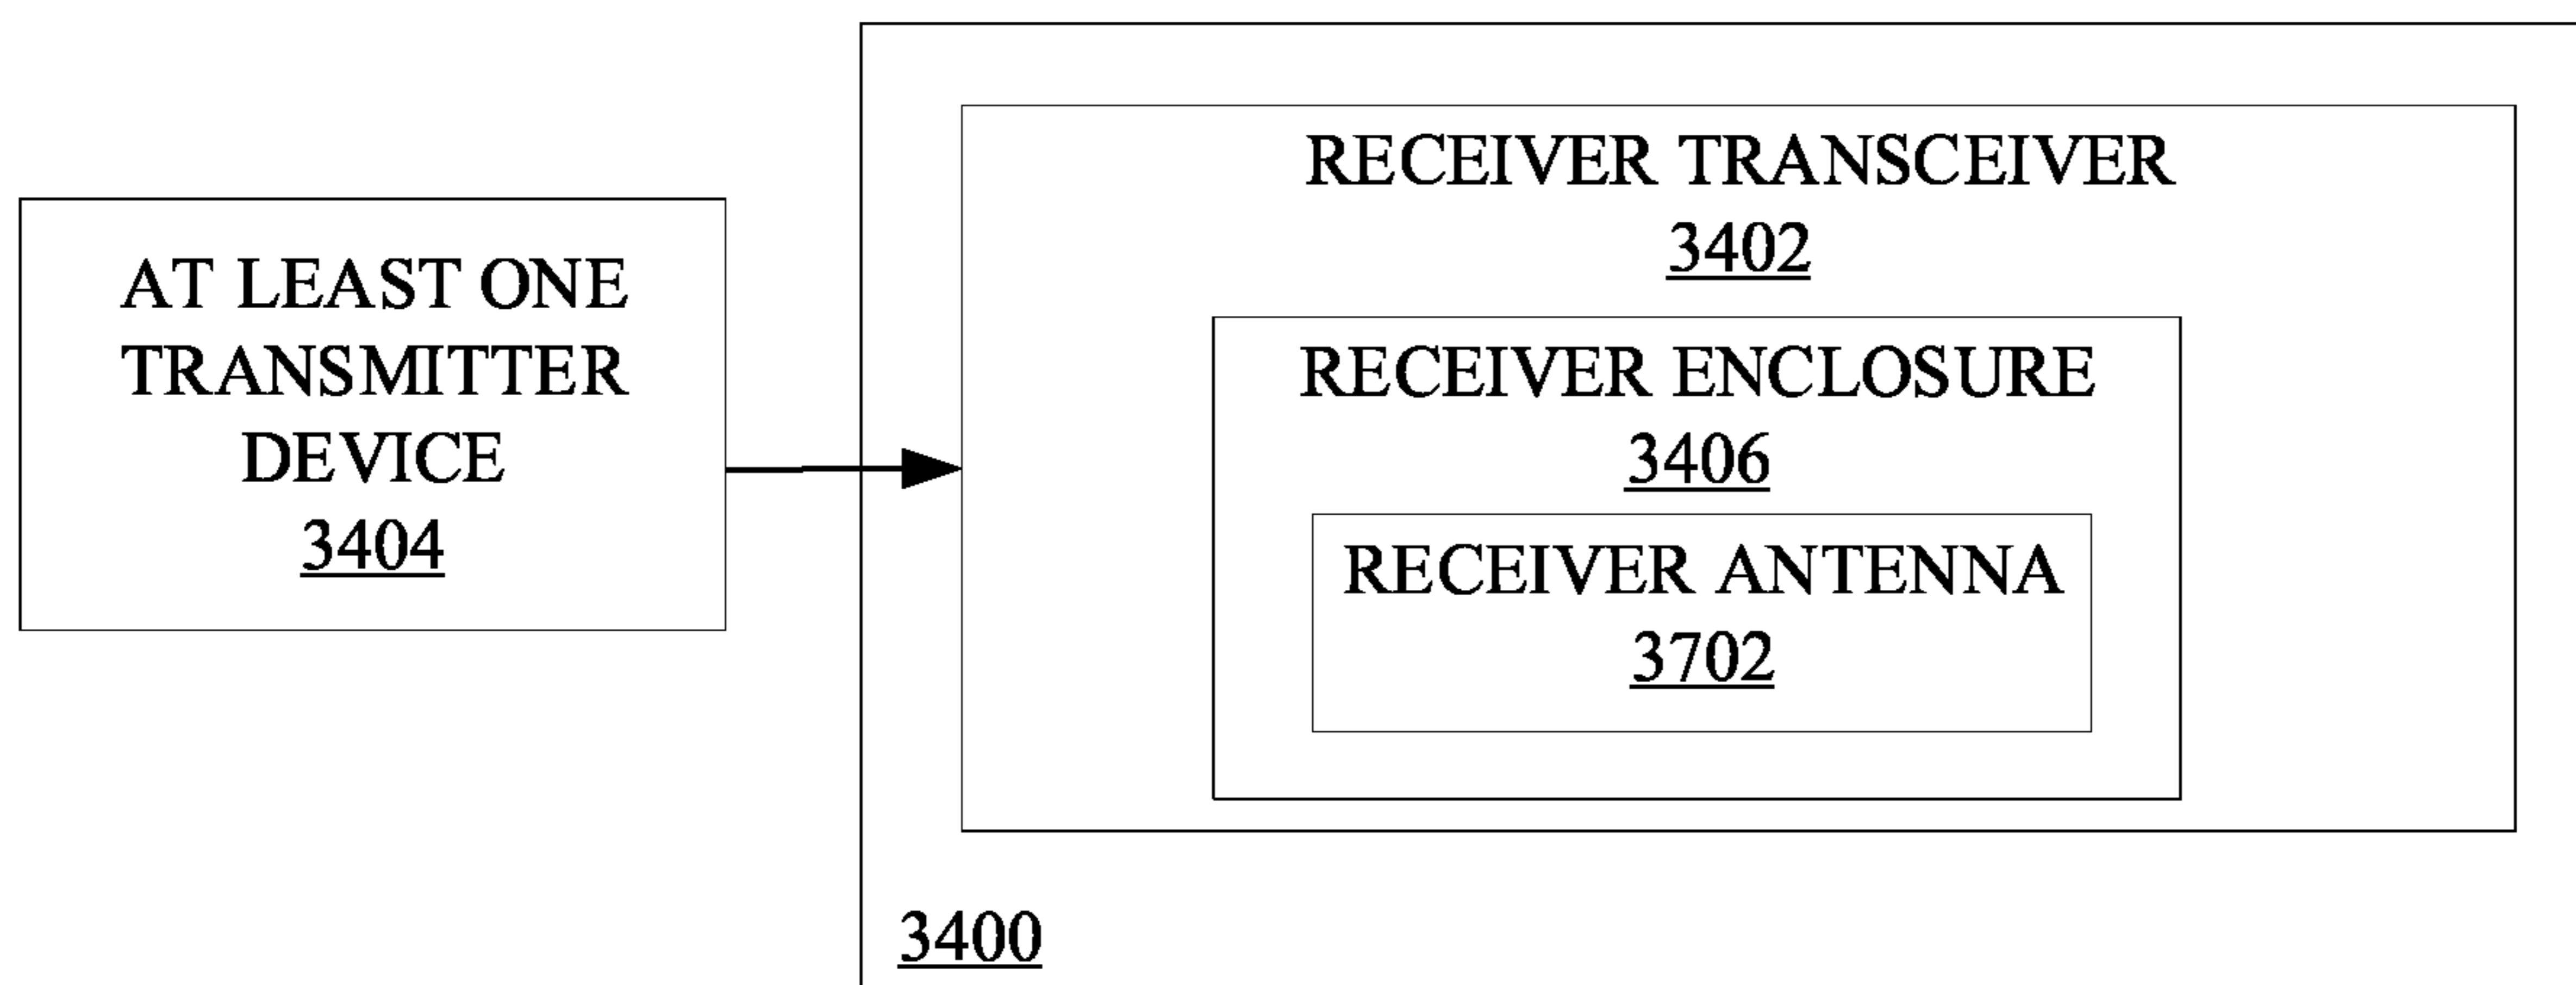 AT LEAST ONE
TRANSMITTER
DEVICE
3404
RECEIVER TRANSCEIVER
3402
RECEIVER ENCLOSURE
3406
RECEIVER ANTENNA
3702
3400